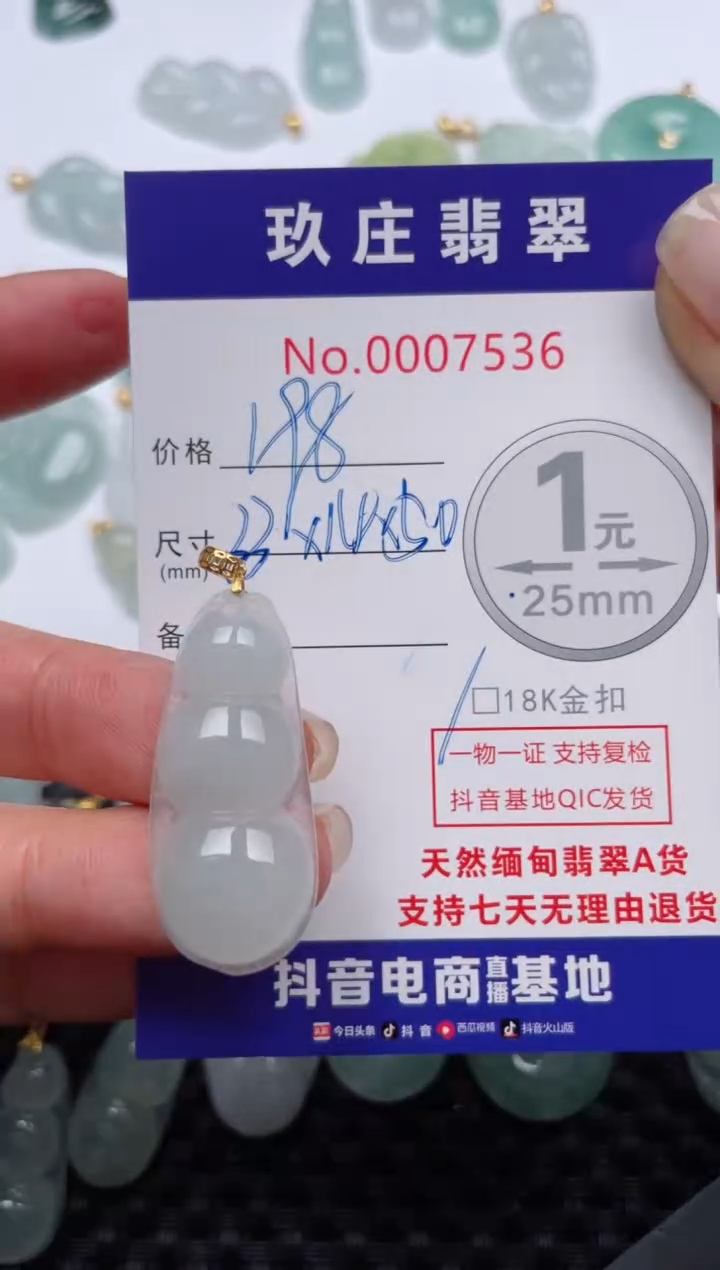 玖庄翡翠
No.0007536
价格 198
尺寸
(mm)
备
1元
25mm
□18K金扣
一物一证 支持复检
抖音基地QIC发货
天然缅甸翡翠A货
支持七天无理由退货
抖音电商直播基地
今日头条 抖音 西瓜视频 抖音火山版